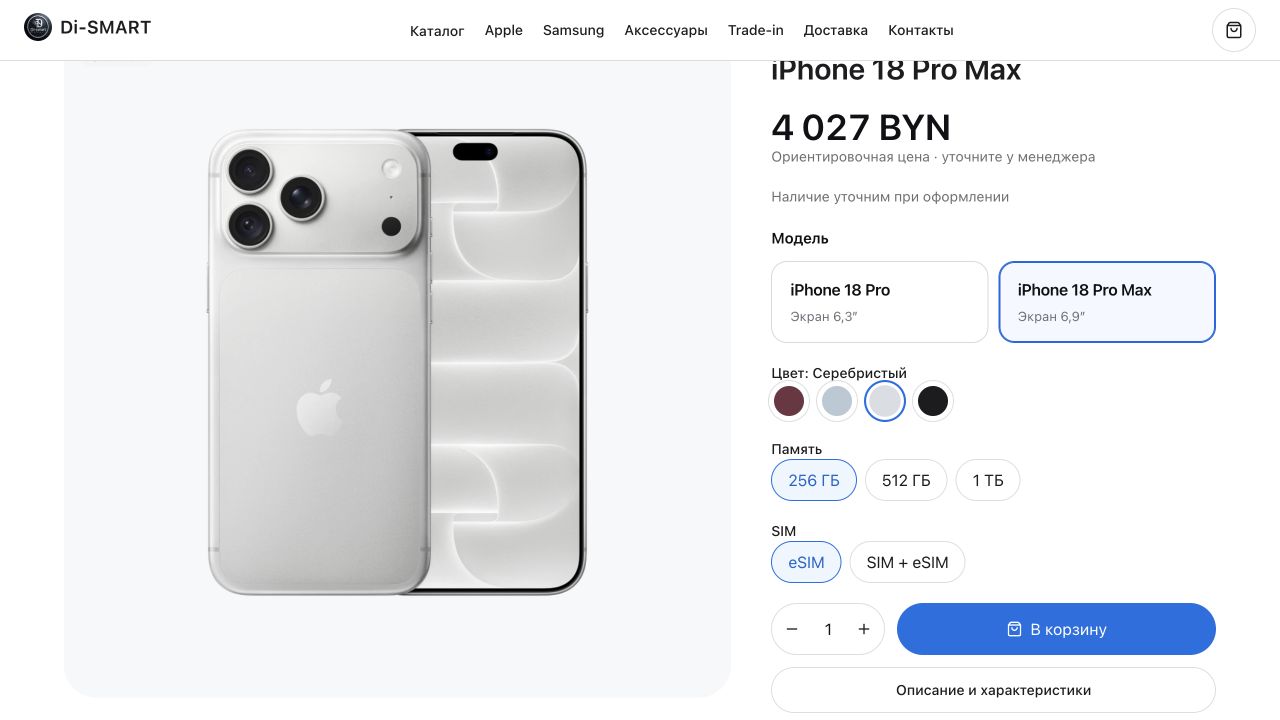 Di-SMART
Каталог
Apple
Samsung
Аксессуары
Trade-in
Доставка
Контакты
iPhone 18 Pro Max
4 027 BYN
Ориентировочная цена · уточните у менеджера
Наличие уточним при оформлении
Модель
iPhone 18 Pro
Экран 6,3″
iPhone 18 Pro Max
Экран 6,9″
Цвет: Серебристый
Память
256 ГБ
512 ГБ
1 ТБ
SIM
eSIM
SIM + eSIM
− 1 +
В корзину
Описание и характеристики